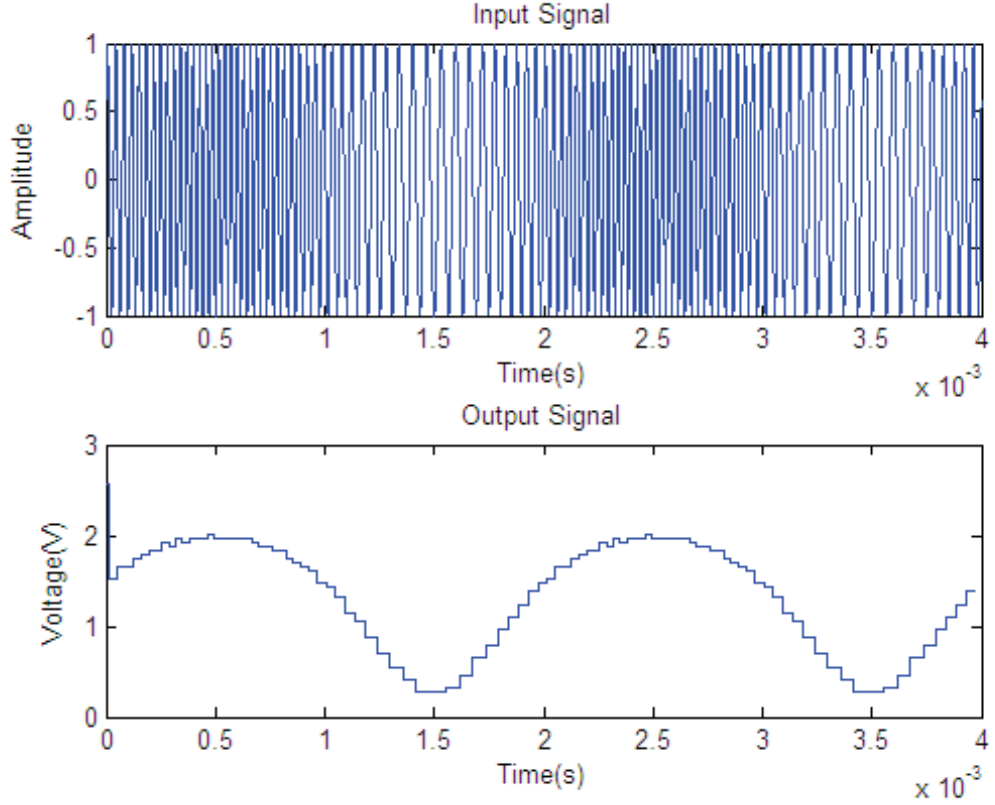 Input Signal
1
0.5
0
-0.5
-1
Amplitude
0 0.5 1 1.5 2 2.5 3 3.5 4
Time(s)
x 10^-3
Output Signal
3
2
1
0
Voltage(V)
0 0.5 1 1.5 2 2.5 3 3.5 4
Time(s)
x 10^-3